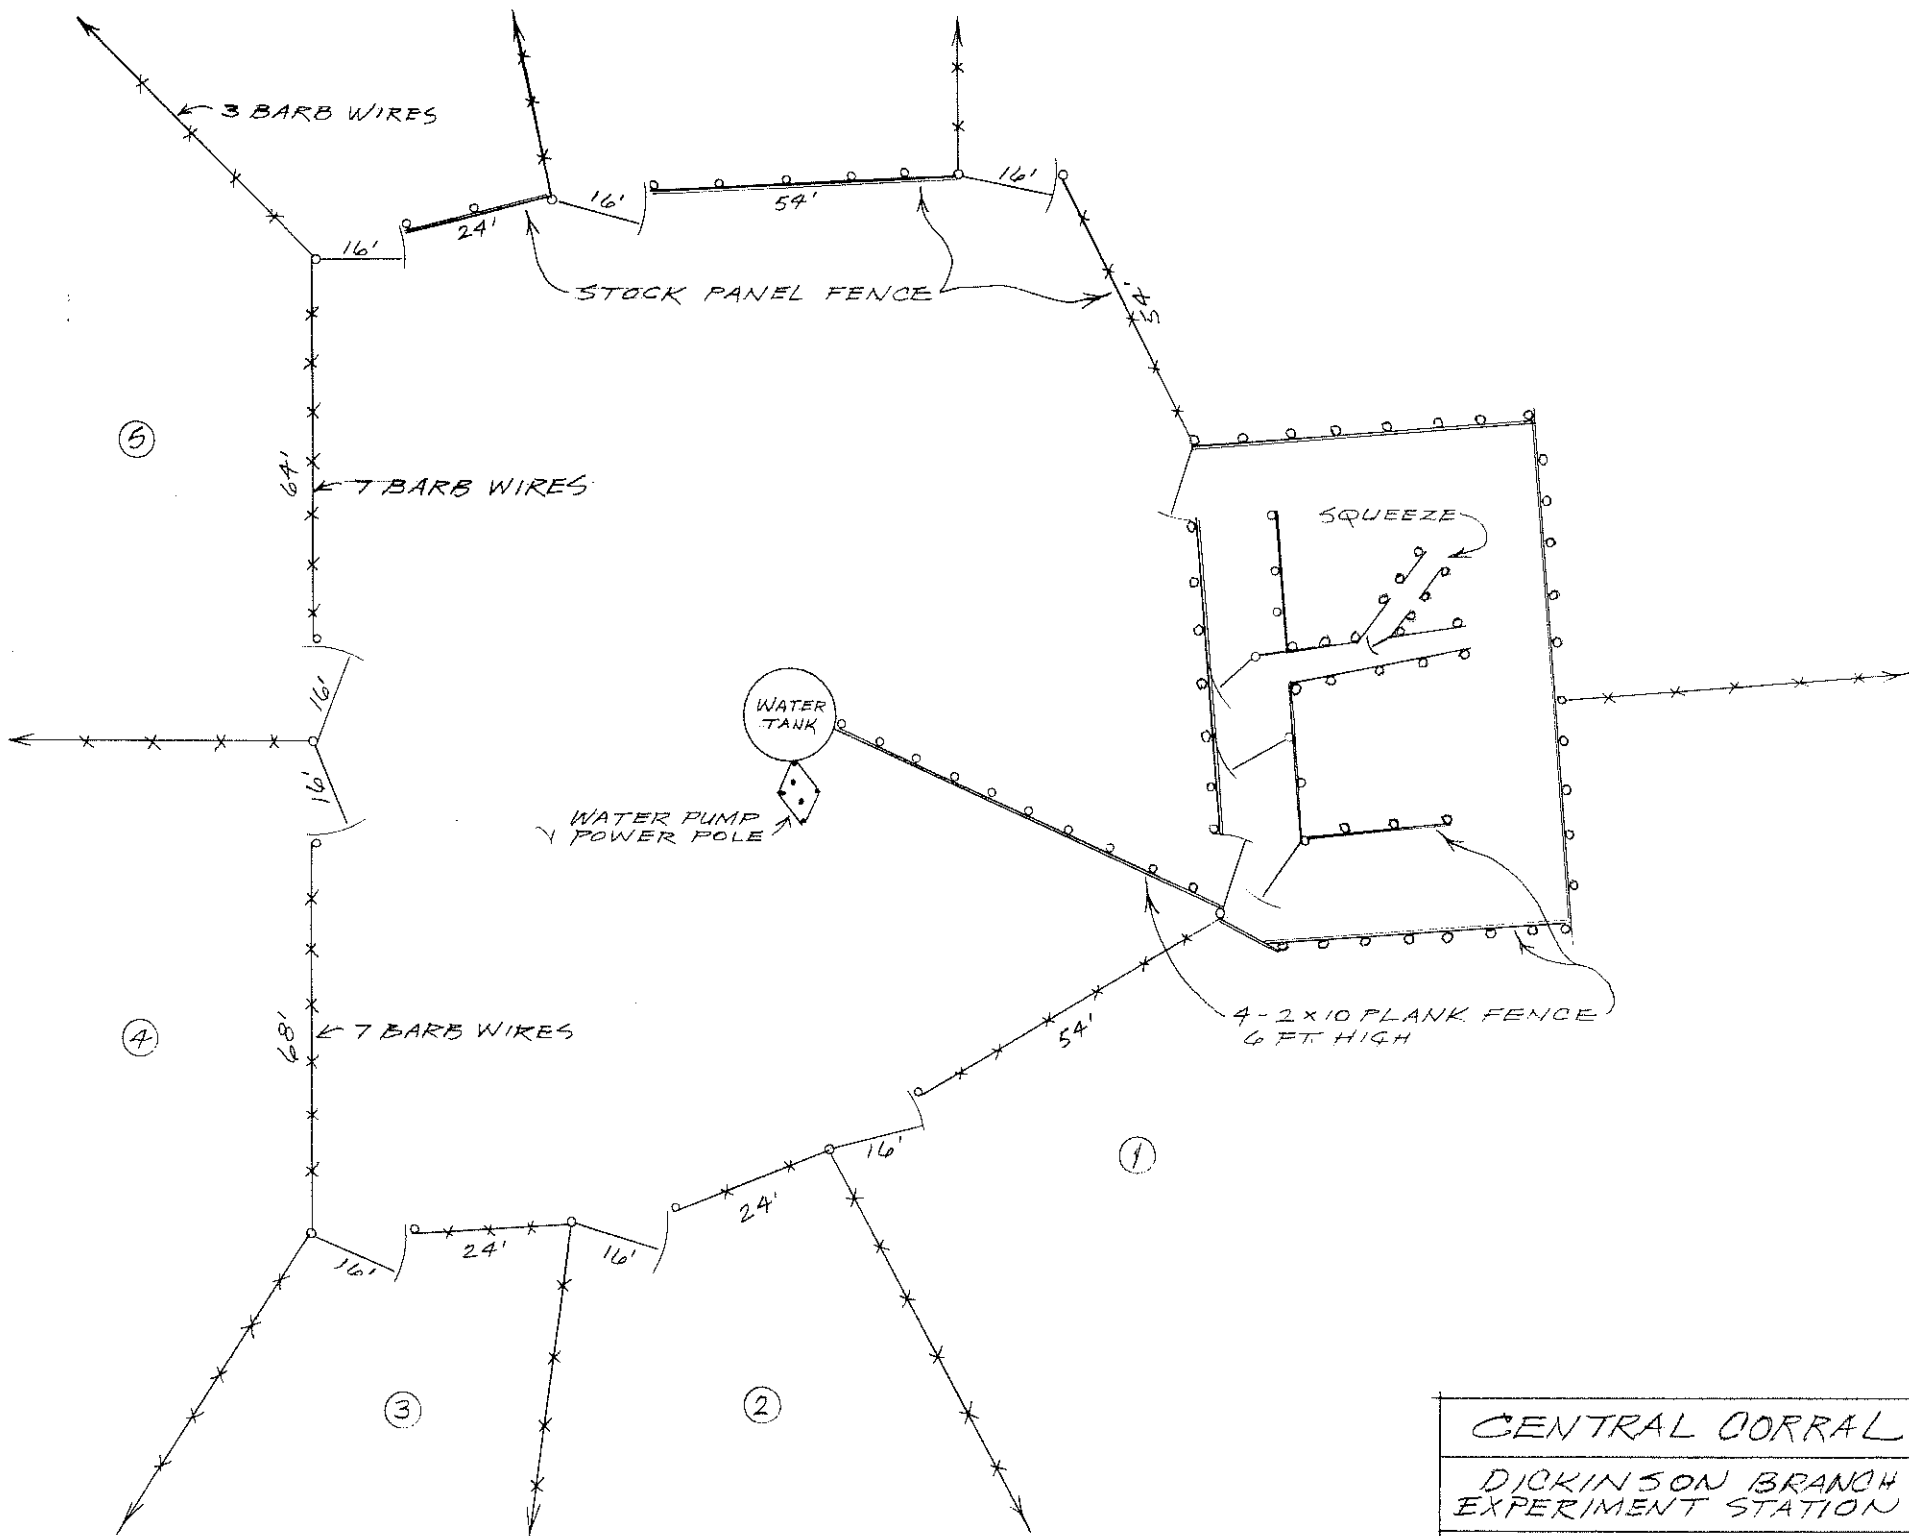 3 BARB WIRES
16'
54'
16'
24'
16'
STOCK PANEL FENCE
54'
5
64'
7 BARB WIRES
SQUEEZE
16'
WATER
TANK
16'
WATER PUMP
POWER POLE
4
68'
7 BARB WIRES
4-2x10 PLANK FENCE
6 FT. HIGH
54'
16'
1
24'
24'
16'
16'
3
2
CENTRAL CORRAL
DICKINSON BRANCH
EXPERIMENT STATION